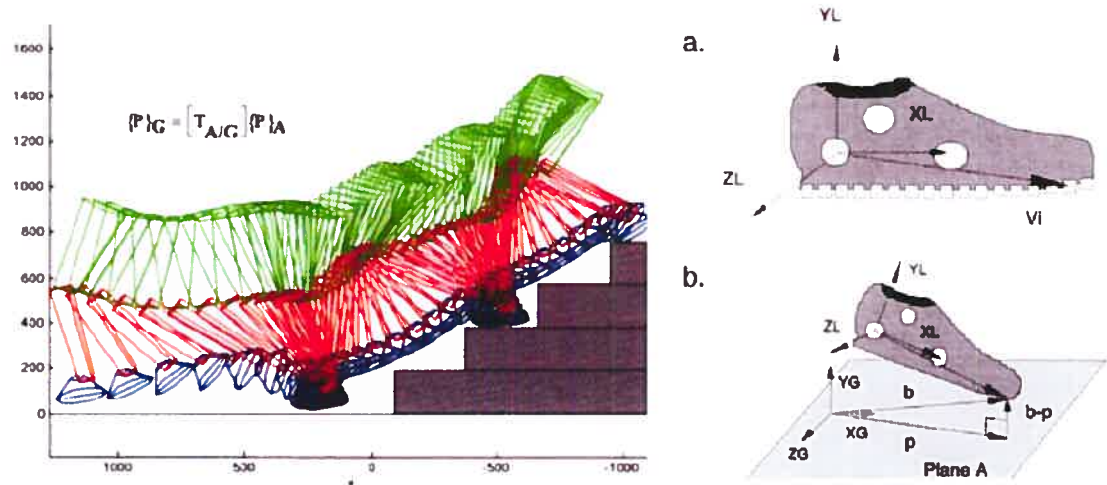 1600
1400
{P}G = [T A/G]{P}A
1200
1000
800
600
400
200
0
1000
500
0
-500
-1000
a.
YL
XL
ZL
Vi
b.
YL
ZL
XL
YG
b
b-p
XG
p
ZG
Plane A